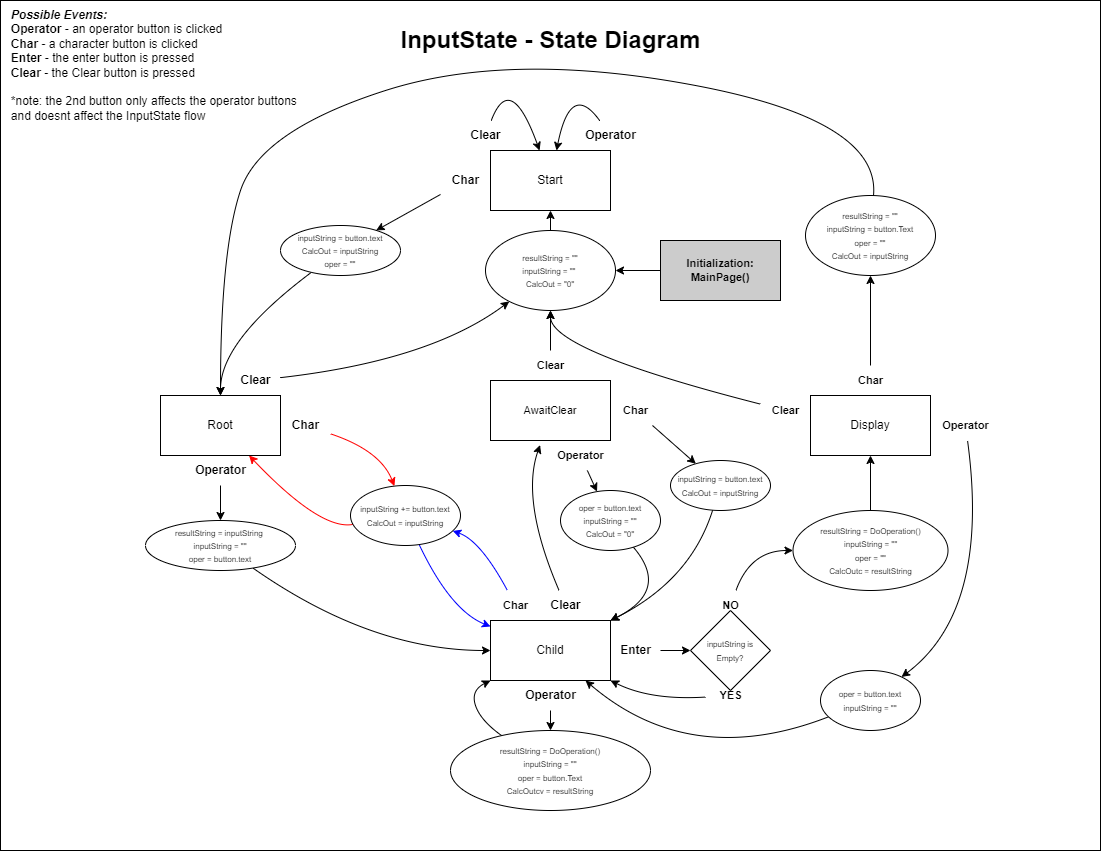 Possible Events:
Operator - an operator button is clicked
Char - a character button is clicked
Enter - the enter button is pressed
Clear - the Clear button is pressed
*note: the 2nd button only affects the operator buttons
and doesnt affect the InputState flow
InputState - State Diagram
Clear
Operator
Start
Char
inputString = button.text
CalcOut = inputString
oper = ""
resultString = ""
inputString = ""
CalcOut = "0"
Initialization:
MainPage()
resultString = ""
inputString = button.Text
oper = ""
CalcOut = inputString
Clear
Clear
Char
Root
Char
AwaitClear
Char
Clear
Display
Operator
Operator
Operator
inputString = button.text
CalcOut = inputString
inputString += button.text
CalcOut = inputString
oper = button.text
inputString = ""
CalcOut = "0"
resultString = inputString
inputString = ""
oper = button.text
resultString = DoOperation()
inputString = ""
oper = ""
CalcOutc = resultString
Char
Clear
NO
Child
Enter
inputString is
Empty?
YES
Operator
oper = button.text
inputString = ""
resultString = DoOperation()
inputString = ""
oper = button.Text
CalcOutcv = resultString